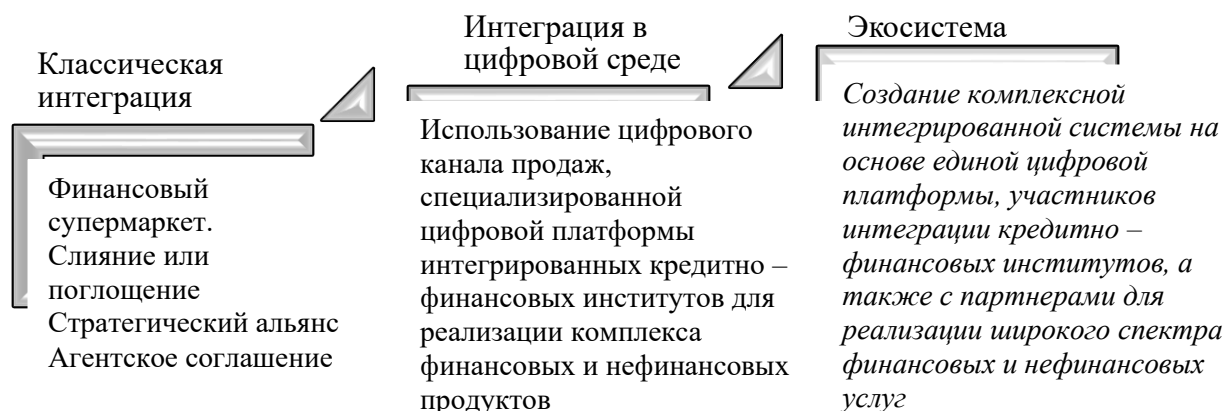 Классическая
интеграция
Финансовый
супермаркет.
Слияние или
поглощение
Стратегический альянс
Агентское соглашение
Интеграция в
цифровой среде
Использование цифрового
канала продаж,
специализированной
цифровой платформы
интегрированных кредитно –
финансовых институтов для
реализации комплекса
финансовых и нефинансовых
продуктов
Экосистема
Создание комплексной
интегрированной системы на
основе единой цифровой
платформы, участников
интеграции кредитно –
финансовых институтов, а
также с партнерами для
реализации широкого спектра
финансовых и нефинансовых
услуг